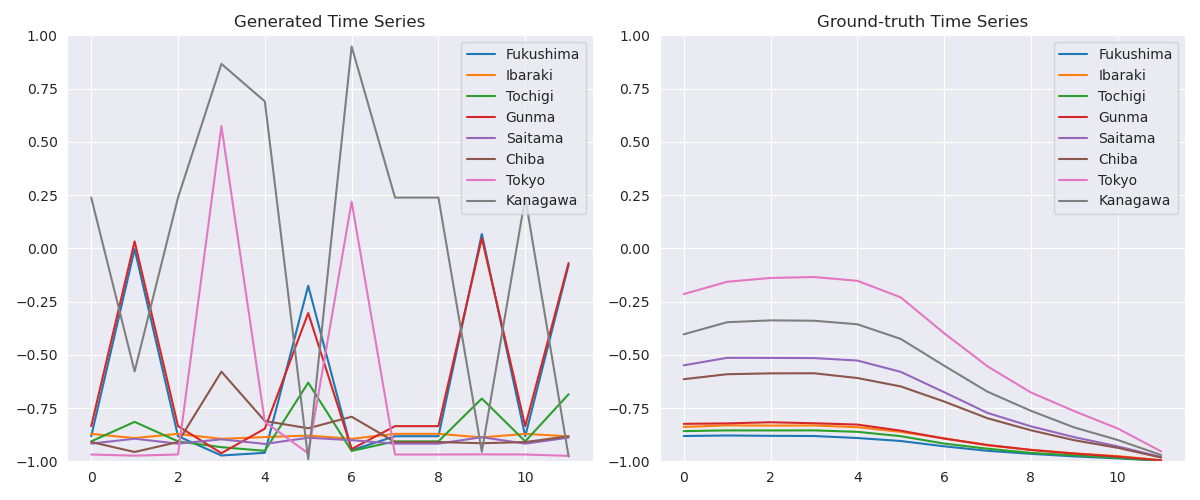 Generated Time Series
1.00
0.75
0.50
0.25
0.00
−0.25
−0.50
−0.75
−1.00
0 2 4 6 8 10
Fukushima
Ibaraki
Tochigi
Gunma
Saitama
Chiba
Tokyo
Kanagawa
Ground-truth Time Series
1.00
0.75
0.50
0.25
0.00
−0.25
−0.50
−0.75
−1.00
0 2 4 6 8 10
Fukushima
Ibaraki
Tochigi
Gunma
Saitama
Chiba
Tokyo
Kanagawa